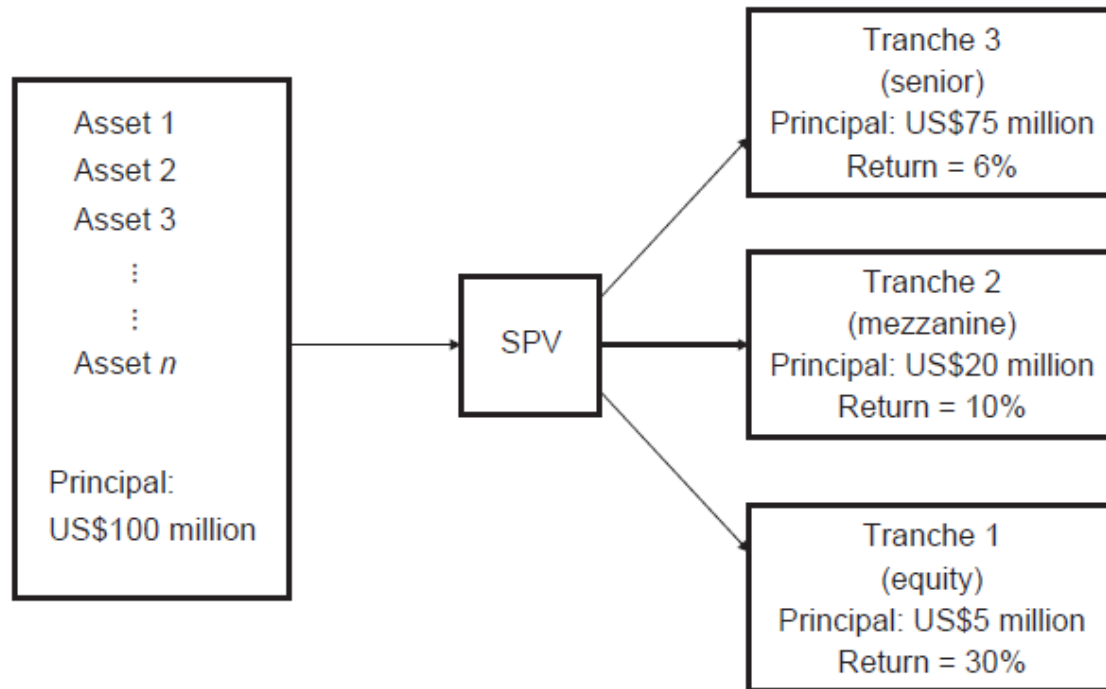 Asset 1
Asset 2
Asset 3
⋮
⋮
Asset n
Principal:
US$100 million
SPV
Tranche 3
(senior)
Principal: US$75 million
Return = 6%
Tranche 2
(mezzanine)
Principal: US$20 million
Return = 10%
Tranche 1
(equity)
Principal: US$5 million
Return = 30%